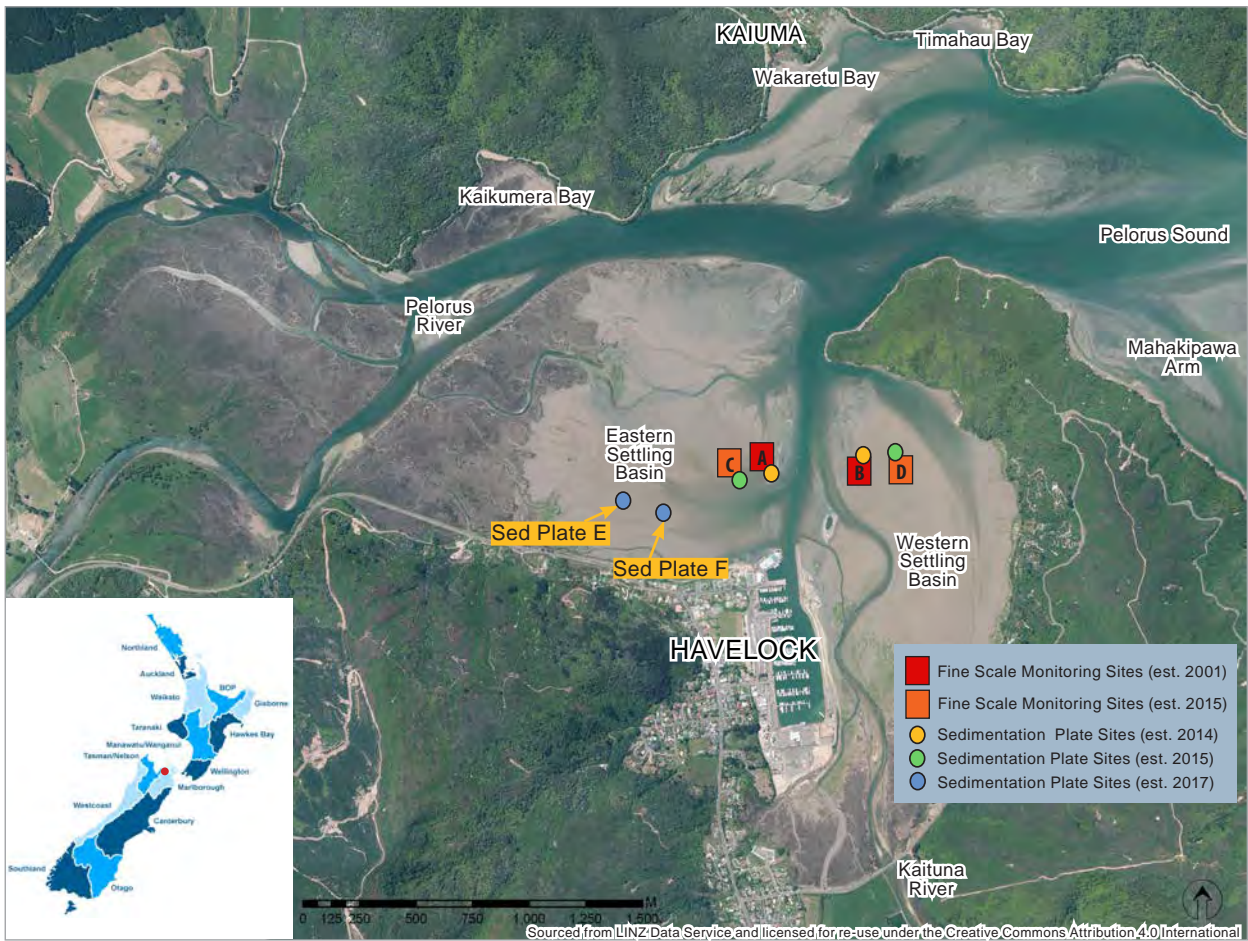 KAIUMA
Timahau Bay
Wakaretu Bay
Kaikumera Bay
Pelorus Sound
Pelorus
River
Mahakipawa
Arm
Eastern
Settling
Basin
C
A
B
D
Sed Plate E
Sed Plate F
Western
Settling
Basin
HAVELOCK
Kaituna
River
Fine Scale Monitoring Sites (est. 2001)
Fine Scale Monitoring Sites (est. 2015)
Sedimentation Plate Sites (est. 2014)
Sedimentation Plate Sites (est. 2015)
Sedimentation Plate Sites (est. 2017)
Northland
Auckland
Waikato
BOP
Gisborne
Taranaki
Hawkes Bay
Manawatu/Wanganui
Tasman/Nelson
Wellington
Marlborough
Westcoast
Canterbury
Southland
Otago
M
0 125 250 500 750 1,000 1,250 1,500
Sourced from LINZ Data Service and licensed for re-use under the Creative Commons Attribution 4.0 International